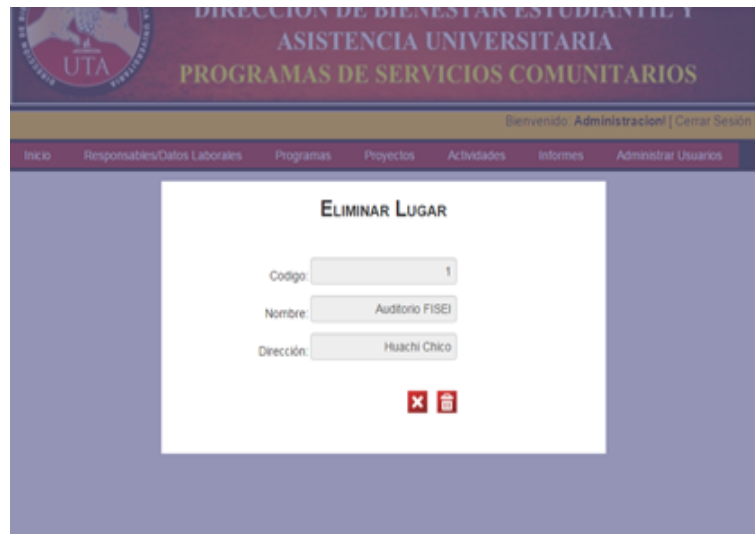 DIRECCIÓN DE BIENESTAR ESTUDIANTIL Y
ASISTENCIA UNIVERSITARIA
PROGRAMAS DE SERVICIOS COMUNITARIOS
UTA
Bienvenido: Administracion! [ Cerrar Sesión
Inicio Responsables/Datos Laborales Programas Proyectos Actividades Informes Administrar Usuarios
ELIMINAR LUGAR
Codigo: 1
Nombre: Auditorio FISEI
Dirección: Huachi Chico